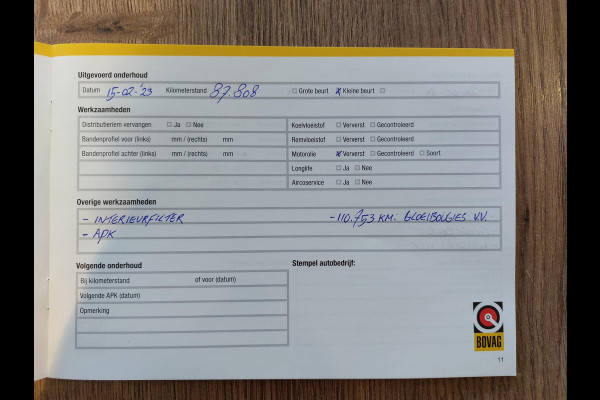 Uitgevoerd onderhoud
Datum 15-02-'23 Kilometerstand 87.808 ☐ Grote beurt ☒ Kleine beurt ☐
Werkzaamheden
Distributieriem vervangen ☐ Ja ☐ Nee Koelvloeistof ☐ Ververst ☐ Gecontroleerd
Bandenprofiel voor (links) mm / (rechts) mm Remvloeistof ☐ Ververst ☐ Gecontroleerd
Bandenprofiel achter (links) mm / (rechts) mm Motorolie ☒ Ververst ☐ Gecontroleerd ☐ Soort
Longlife ☐ Ja ☐ Nee
Aircoservice ☐ Ja ☐ Nee
Overige werkzaamheden
- INTERIEURFILTER - 110.753 KM. GLOEIBOUGIES V.V.
- APK
Volgende onderhoud Stempel autobedrijf:
Bij kilometerstand of voor (datum)
Volgende APK (datum)
Opmerking
BOVAG
11